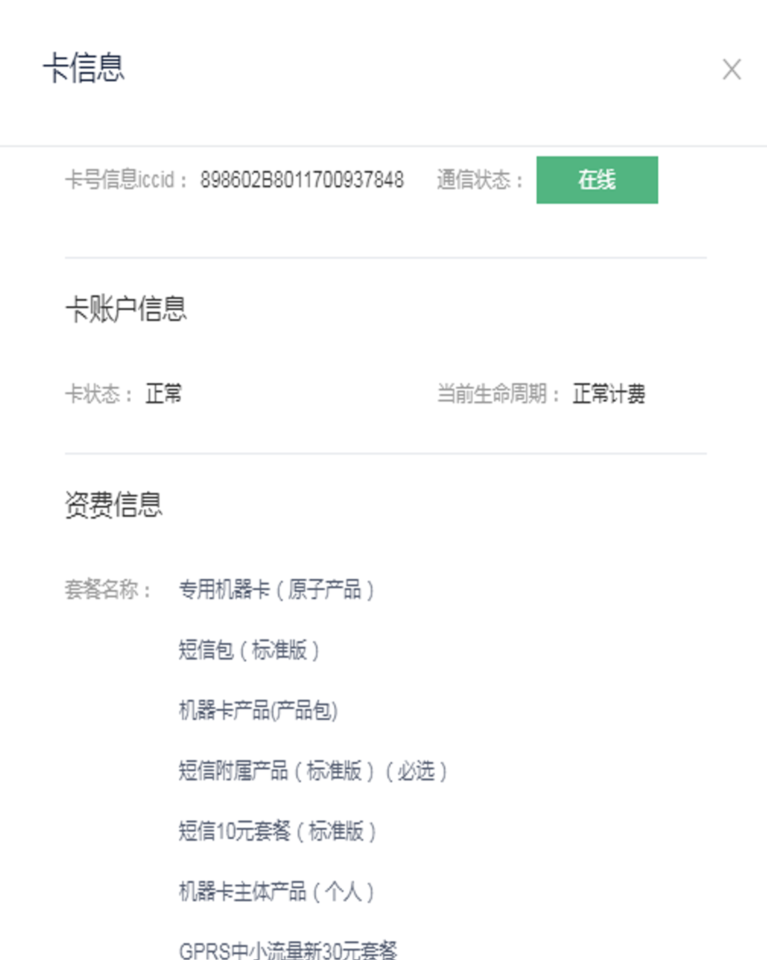 卡信息
卡号信息iccid： 898602B8011700937848 通信状态： 在线
卡账户信息
卡状态： 正常 当前生命周期： 正常计费
资费信息
套餐名称： 专用机器卡（原子产品）
短信包（标准版）
机器卡产品(产品包)
短信附属产品（标准版）（必选）
短信10元套餐（标准版）
机器卡主体产品（个人）
GPRS中小流量新30元套餐